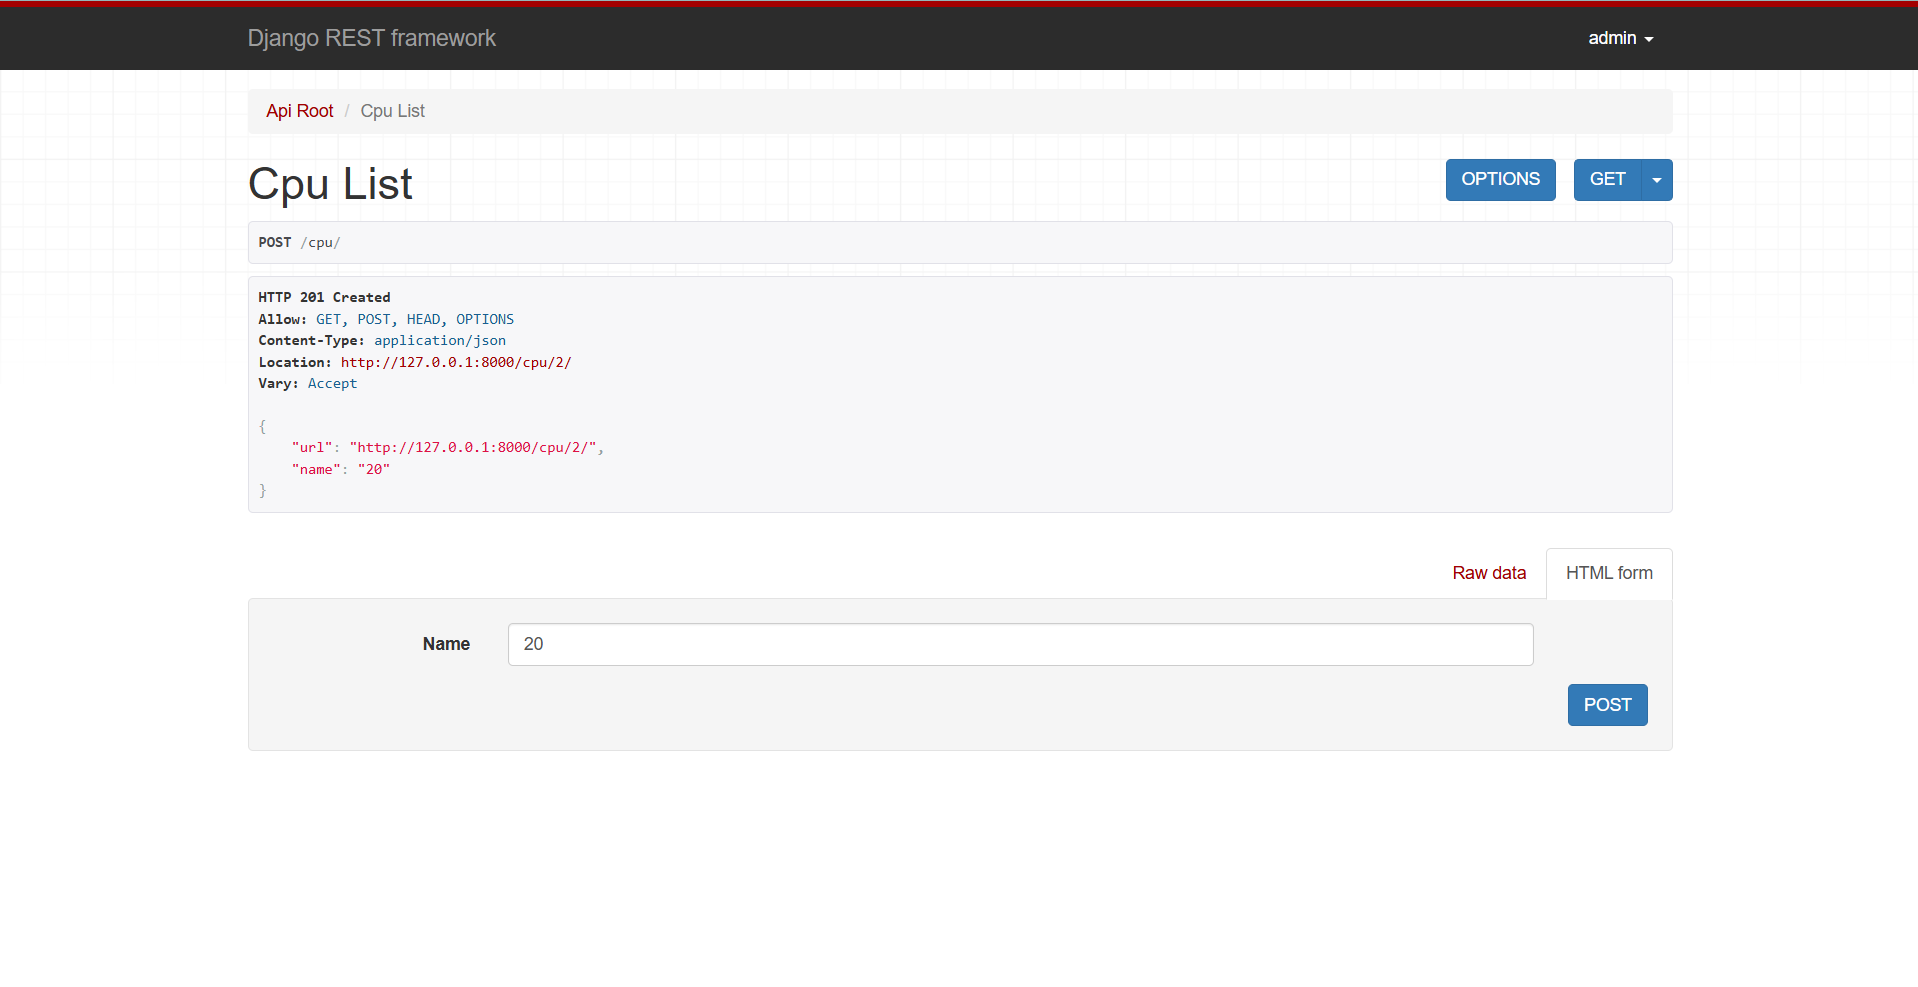 Django REST framework
admin
Api Root / Cpu List
Cpu List
OPTIONS
GET
POST /cpu/
HTTP 201 Created
Allow: GET, POST, HEAD, OPTIONS
Content-Type: application/json
Location: http://127.0.0.1:8000/cpu/2/
Vary: Accept
{
    "url": "http://127.0.0.1:8000/cpu/2/",
    "name": "20"
}
Raw data
HTML form
Name
20
POST